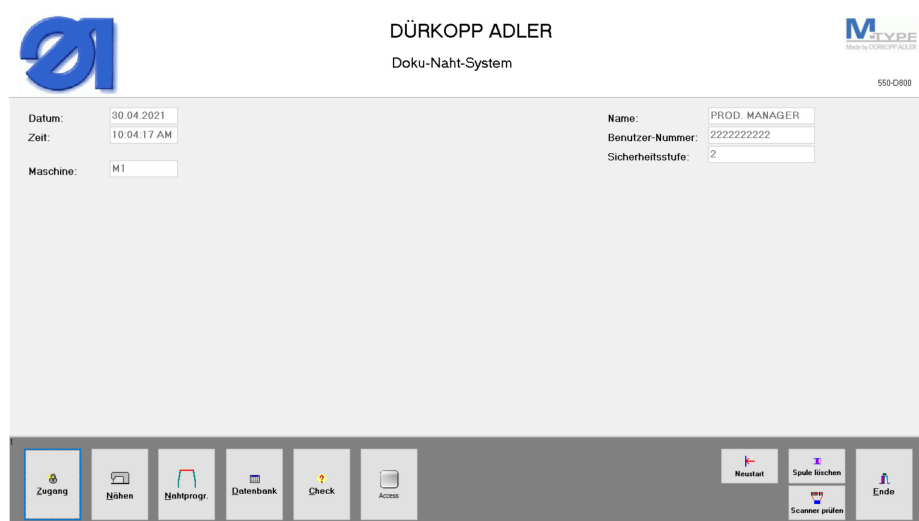 DÜRKOPP ADLER
Doku-Naht-System
M-TYPE
Made by DÜRKOPP ADLER
550-D800
Datum: 30.04.2021
Zeit: 10:04:17 AM
Maschine: M1
Name: PROD. MANAGER
Benutzer-Nummer: 2222222222
Sicherheitsstufe: 2
Zugang
Nähen
Nahtprogr.
Datenbank
Check
Access
Neustart
Spule löschen
Scanner prüfen
Ende